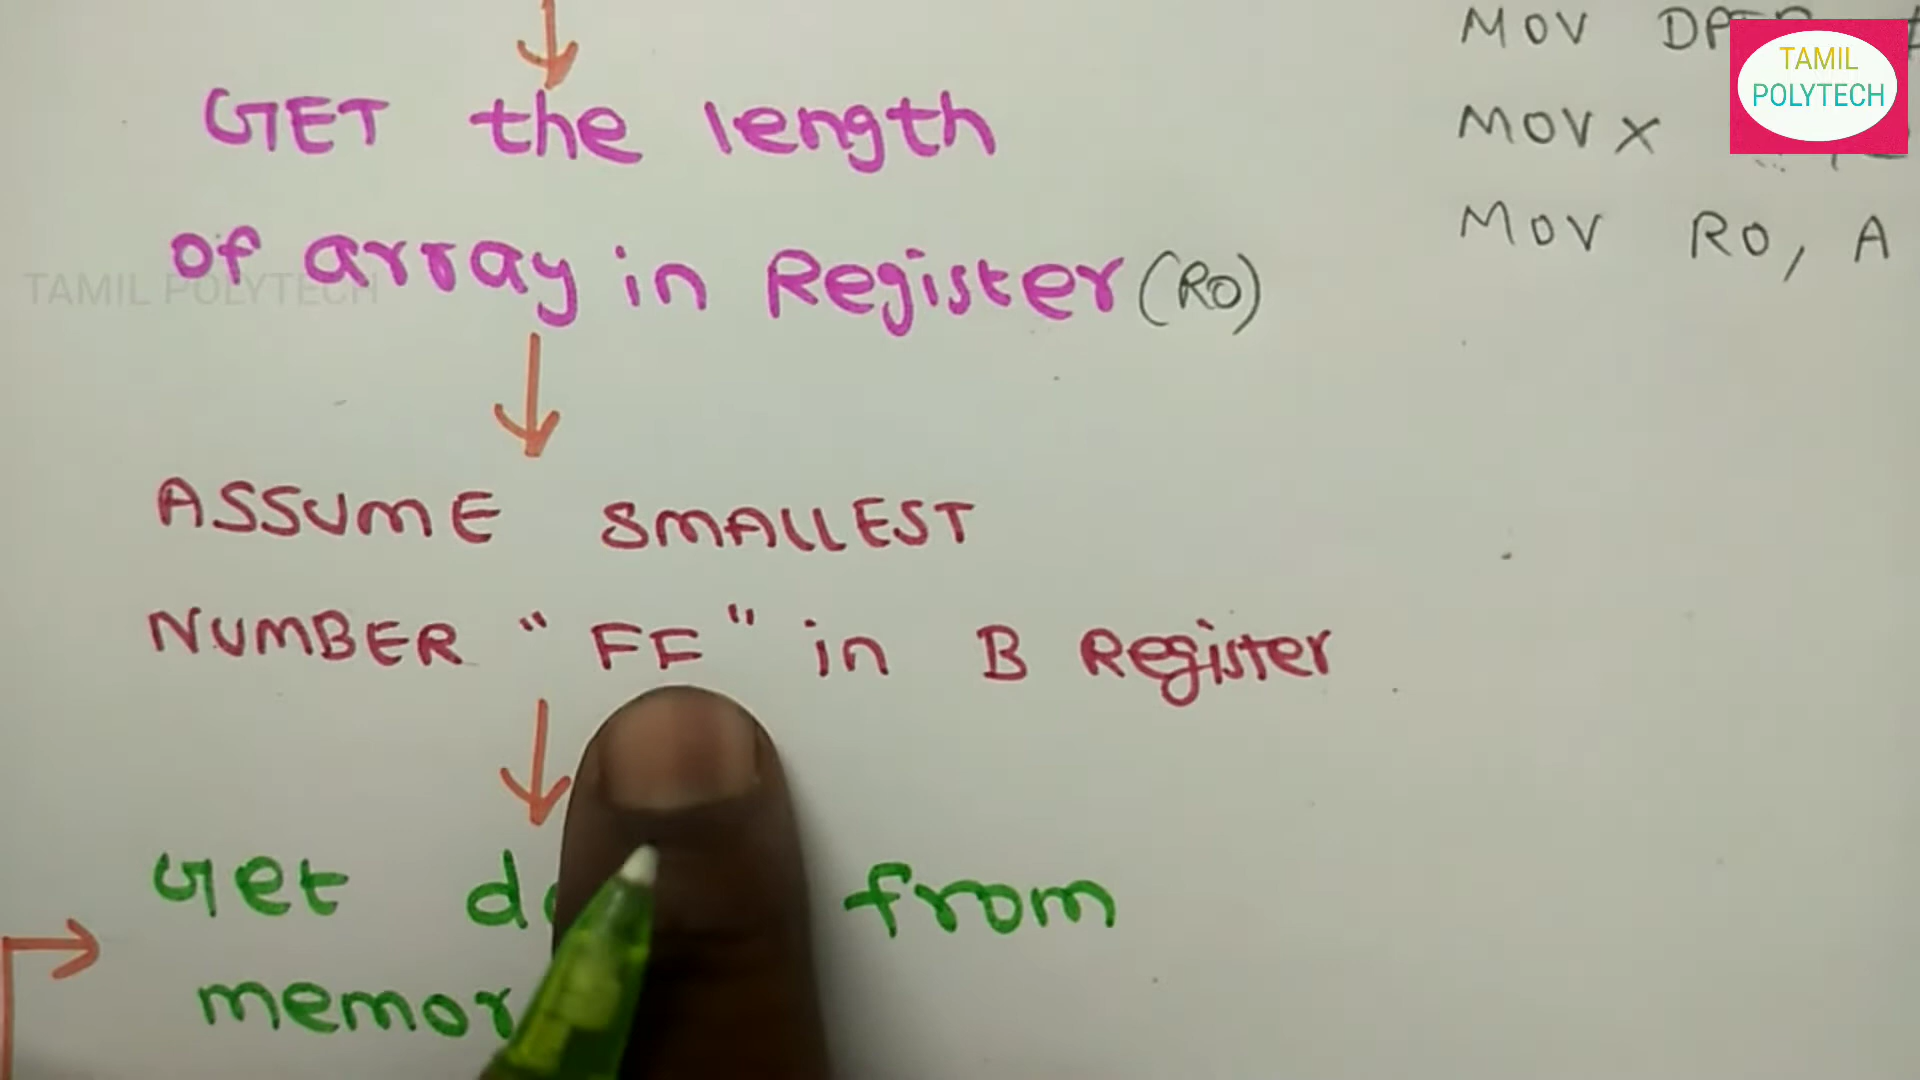 GET the length
of array in Register (R0)
ASSUME SMALLEST
NUMBER "FF" in B Register
Get from
MOV
MOVX
MOV R0, A
TAMIL
POLYTECH
TAMIL POLYTECH